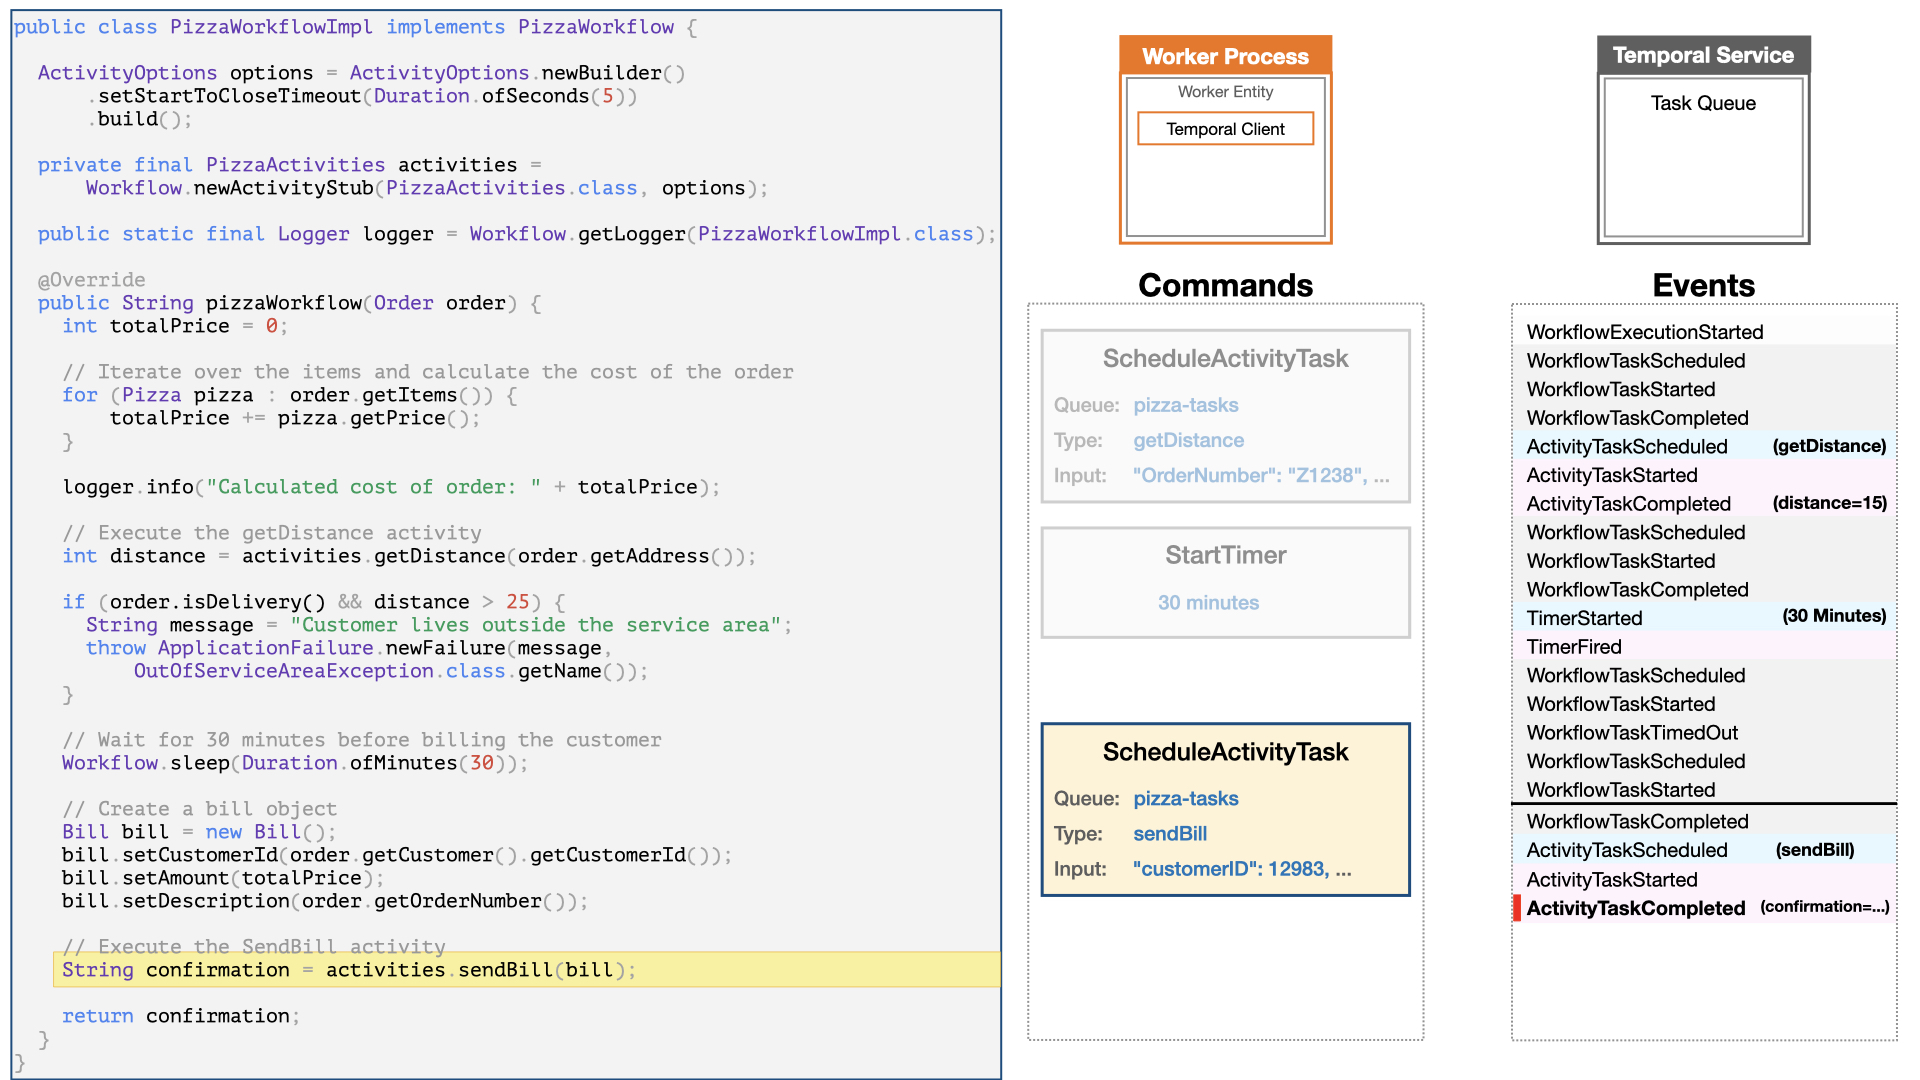 public class PizzaWorkflowImpl implements PizzaWorkflow {
ActivityOptions options = ActivityOptions.newBuilder()
.setStartToCloseTimeout(Duration.ofSeconds(5))
.build();
private final PizzaActivities activities =
Workflow.newActivityStub(PizzaActivities.class, options);
public static final Logger logger = Workflow.getLogger(PizzaWorkflowImpl.class);
@Override
public String pizzaWorkflow(Order order) {
int totalPrice = 0;
// Iterate over the items and calculate the cost of the order
for (Pizza pizza : order.getItems()) {
totalPrice += pizza.getPrice();
}
logger.info("Calculated cost of order: " + totalPrice);
// Execute the getDistance activity
int distance = activities.getDistance(order.getAddress());
if (order.isDelivery() && distance > 25) {
String message = "Customer lives outside the service area";
throw ApplicationFailure.newFailure(message,
OutOfServiceAreaException.class.getName());
}
// Wait for 30 minutes before billing the customer
Workflow.sleep(Duration.ofMinutes(30));
// Create a bill object
Bill bill = new Bill();
bill.setCustomerId(order.getCustomer().getCustomerId());
bill.setAmount(totalPrice);
bill.setDescription(order.getOrderNumber());
// Execute the SendBill activity
String confirmation = activities.sendBill(bill);
return confirmation;
}
}
Worker Process
Worker Entity
Temporal Client
Commands
ScheduleActivityTask
Queue: pizza-tasks
Type: getDistance
Input: "OrderNumber": "Z1238", ...
StartTimer
30 minutes
ScheduleActivityTask
Queue: pizza-tasks
Type: sendBill
Input: "customerID": 12983, ...
Temporal Service
Task Queue
Events
WorkflowExecutionStarted
WorkflowTaskScheduled
WorkflowTaskStarted
WorkflowTaskCompleted
ActivityTaskScheduled (getDistance)
ActivityTaskStarted
ActivityTaskCompleted (distance=15)
WorkflowTaskScheduled
WorkflowTaskStarted
WorkflowTaskCompleted
TimerStarted (30 Minutes)
TimerFired
WorkflowTaskScheduled
WorkflowTaskStarted
WorkflowTaskTimedOut
WorkflowTaskScheduled
WorkflowTaskStarted
WorkflowTaskCompleted
ActivityTaskScheduled (sendBill)
ActivityTaskStarted
ActivityTaskCompleted (confirmation=...)